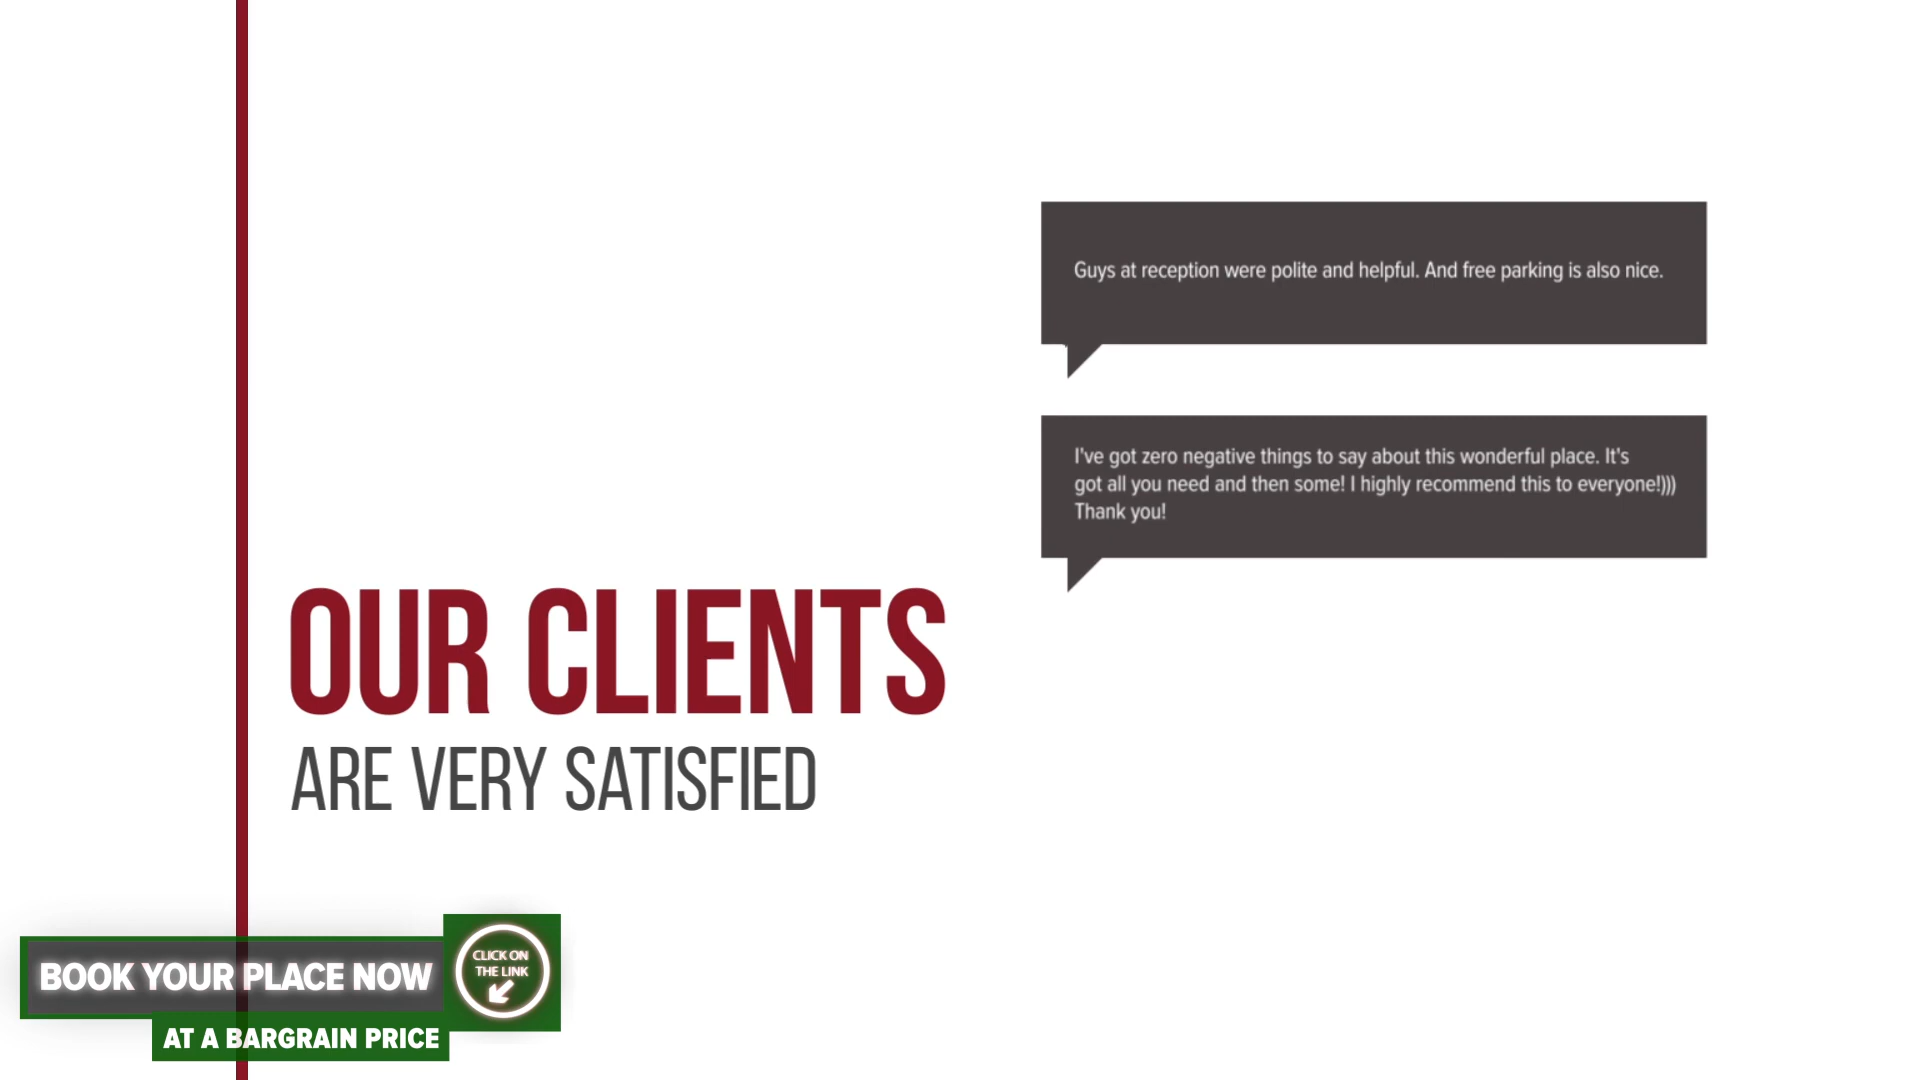 Guys at reception were polite and helpful. And free parking is also nice.
I've got zero negative things to say about this wonderful place. It's
got all you need and then some! I highly recommend this to everyone!)))
Thank you!
OUR CLIENTS
ARE VERY SATISFIED
BOOK YOUR PLACE NOW
CLICK ON
THE LINK
AT A BARGRAIN PRICE